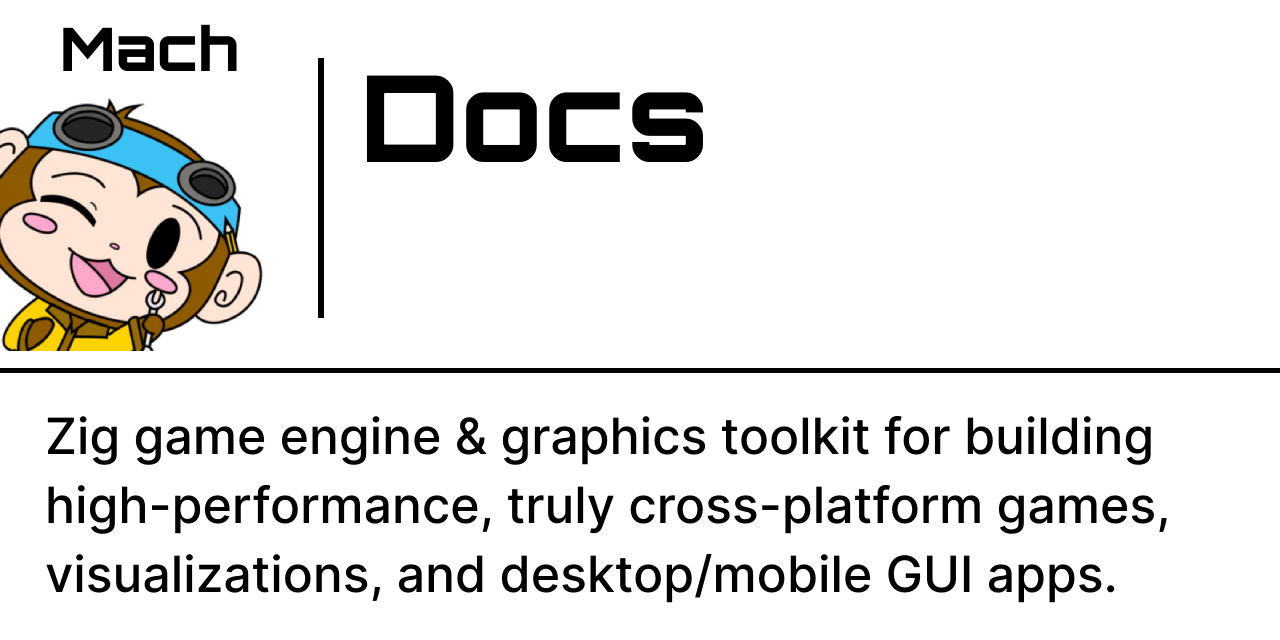 Mach
Docs
Zig game engine & graphics toolkit for building
high-performance, truly cross-platform games,
visualizations, and desktop/mobile GUI apps.